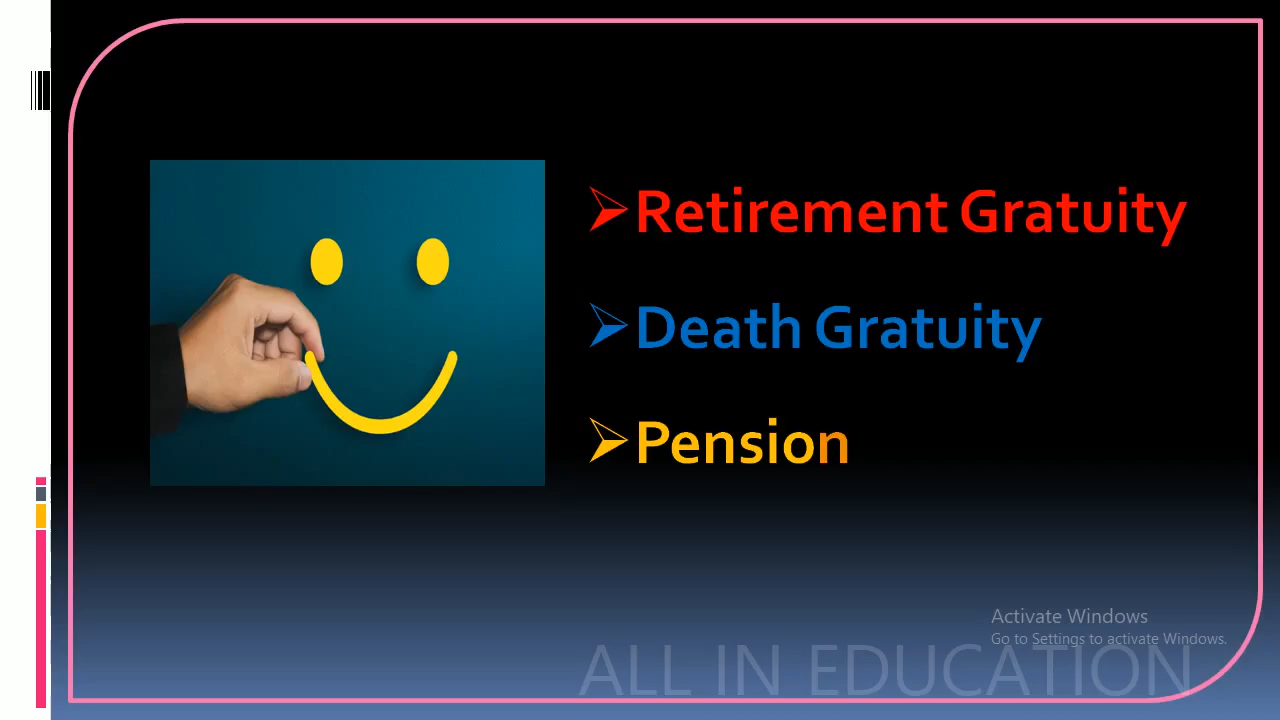 Retirement Gratuity
Death Gratuity
Pension
Activate Windows
Go to Settings to activate Windows.
ALL IN EDUCATION